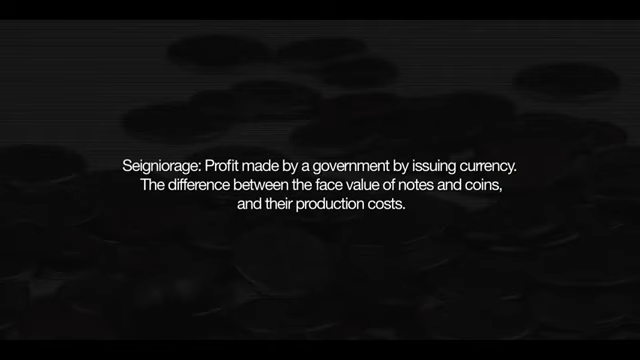 Seigniorage: Profit made by a government by issuing currency.
The difference between the face value of notes and coins,
and their production costs.